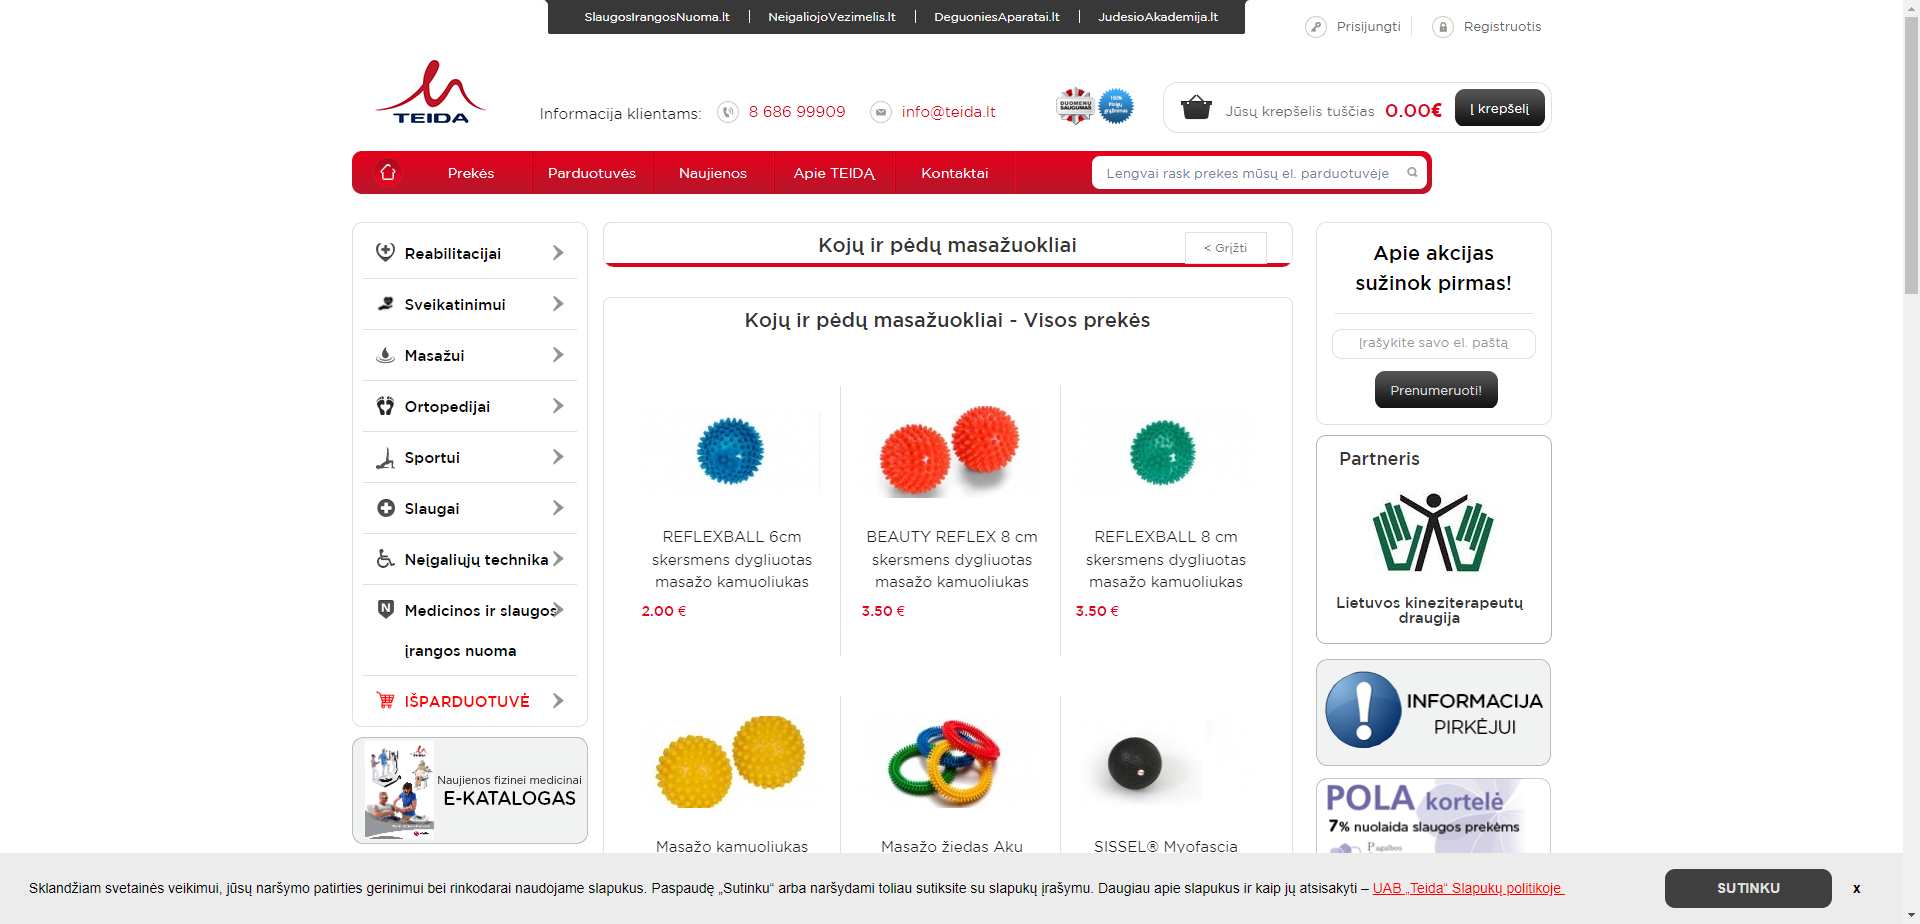 SlaugosIrangosNuoma.lt | NeigaliojoVezimelis.lt | DeguoniesAparatai.lt | JudesioAkademija.lt
Prisijungti
Registruotis
TEIDA
Informacija klientams:
8 686 99909
info@teida.lt
DUOMENŲ
SAUGUMAS
100%
Jūsų krepšelis tuščias 0.00€
Į krepšelį
Prekės
Parduotuvės
Naujienos
Apie TEIDĄ
Kontaktai
Lengvai rask prekes mūsų el. parduotuvėje
Reabilitacijai
Sveikatinimui
Masažui
Ortopedijai
Sportui
Slaugai
Neįgaliųjų technika
Medicinos ir slaugos
įrangos nuoma
IŠPARDUOTUVĖ
TEIDA
Naujienos fizinei medicinai
E-KATALOGAS
Kojų ir pėdų masažuokliai
< Grįžti
Kojų ir pėdų masažuokliai - Visos prekės
REFLEXBALL 6cm
skersmens dygliuotas
masažo kamuoliukas
2.00 €
BEAUTY REFLEX 8 cm
skersmens dygliuotas
masažo kamuoliukas
3.50 €
REFLEXBALL 8 cm
skersmens dygliuotas
masažo kamuoliukas
3.50 €
Masažo kamuoliukas
Masažo žiedas Aku
SISSEL® Myofascia
Apie akcijas
sužinok pirmas!
Įrašykite savo el. paštą
Prenumeruoti!
Partneris
Lietuvos kineziterapeutų
draugija
INFORMACIJA
PIRKĖJUI
POLA kortelė
7% nuolaida slaugos prekėms
Pagalbos
Sklandžiam svetainės veikimui, jūsų naršymo patirties gerinimui bei rinkodarai naudojame slapukus. Paspaudę „Sutinku“ arba naršydami toliau sutiksite su slapukų įrašymu. Daugiau apie slapukus ir kaip jų atsisakyti – UAB „Teida“ Slapukų politikoje
SUTINKU
x